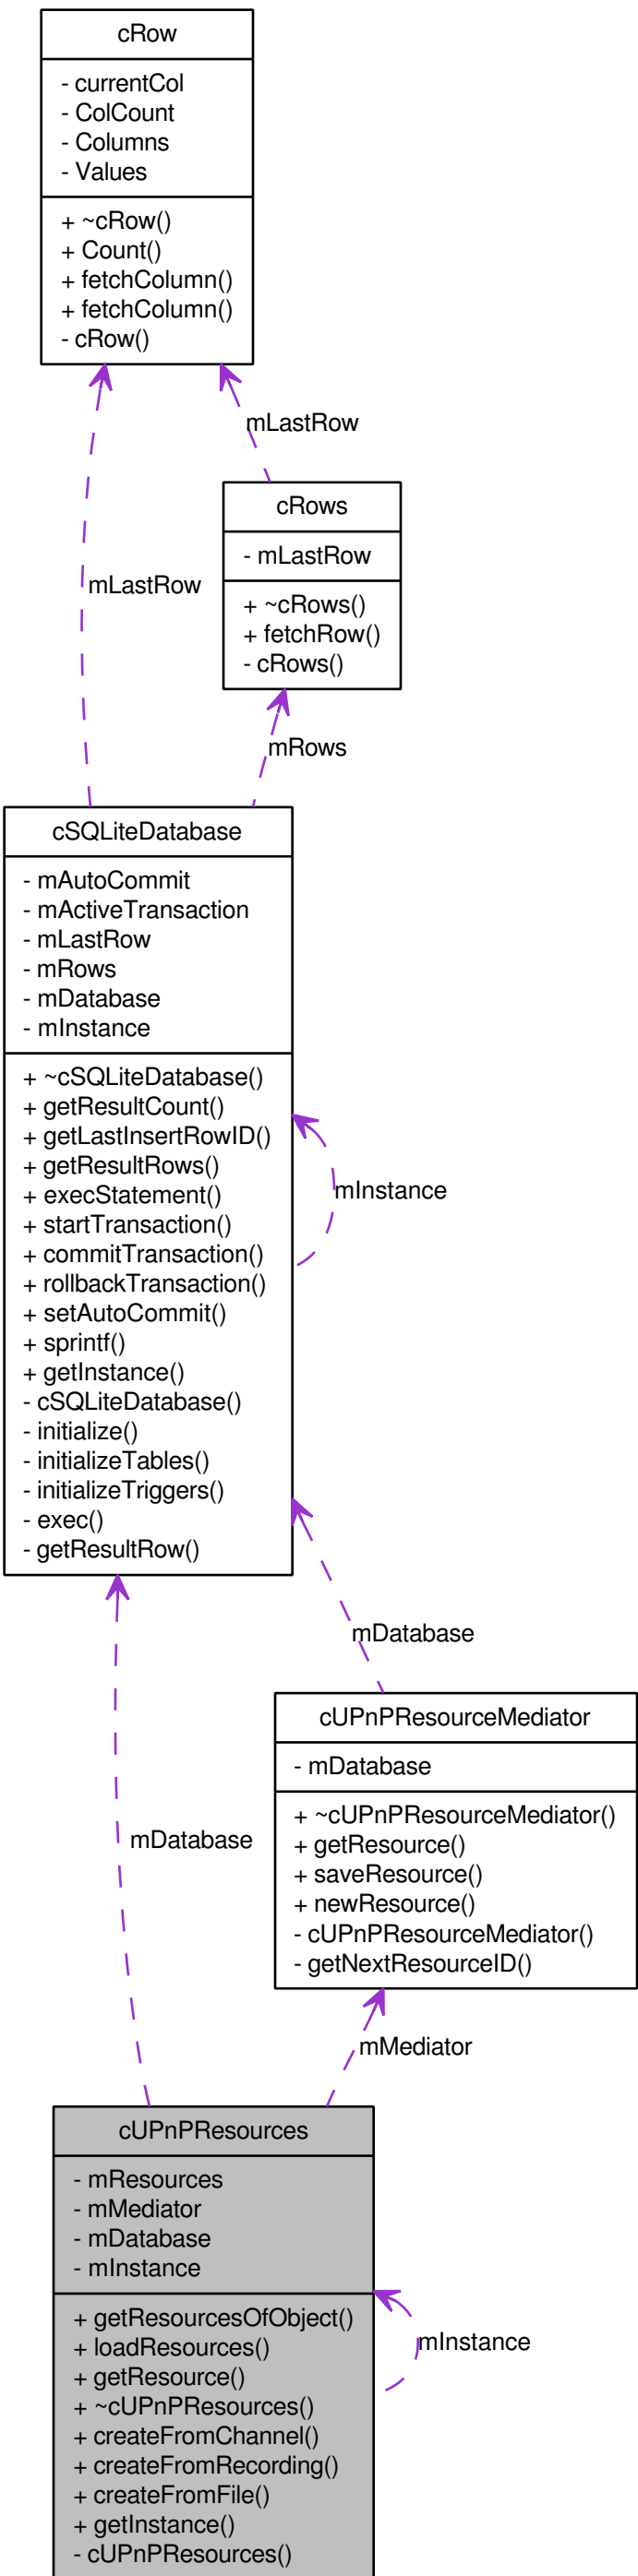 cRow
- currentCol
- ColCount
- Columns
- Values
+ ~cRow()
+ Count()
+ fetchColumn()
+ fetchColumn()
- cRow()
mLastRow
cRows
- mLastRow
+ ~cRows()
+ fetchRow()
- cRows()
mLastRow
mRows
cSQLiteDatabase
- mAutoCommit
- mActiveTransaction
- mLastRow
- mRows
- mDatabase
- mInstance
+ ~cSQLiteDatabase()
+ getResultCount()
+ getLastInsertRowID()
+ getResultRows()
+ execStatement()
+ startTransaction()
+ commitTransaction()
+ rollbackTransaction()
+ setAutoCommit()
+ sprintf()
+ getInstance()
- cSQLiteDatabase()
- initialize()
- initializeTables()
- initializeTriggers()
- exec()
- getResultRow()
mInstance
mDatabase
cUPnPResourceMediator
- mDatabase
+ ~cUPnPResourceMediator()
+ getResource()
+ saveResource()
+ newResource()
- cUPnPResourceMediator()
- getNextResourceID()
mDatabase
mMediator
cUPnPResources
- mResources
- mMediator
- mDatabase
- mInstance
+ getResourcesOfObject()
+ loadResources()
+ getResource()
+ ~cUPnPResources()
+ createFromChannel()
+ createFromRecording()
+ createFromFile()
+ getInstance()
- cUPnPResources()
mInstance